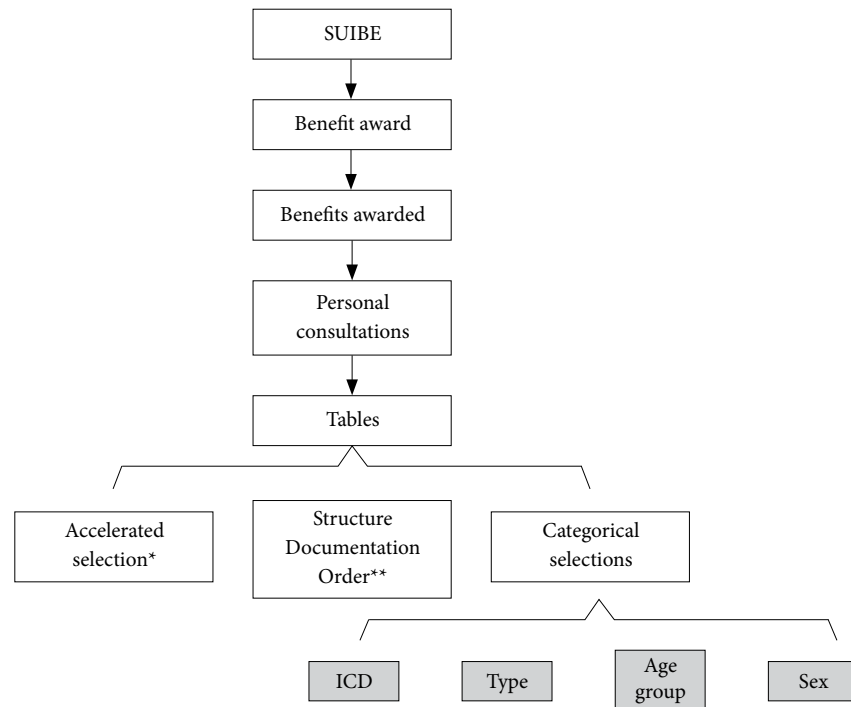 SUIBE
Benefit award
Benefits awarded
Personal
consultations
Tables
Accelerated
selection*
Structure
Documentation
Order**
Categorical
selections
ICD
Type
Age
group
Sex